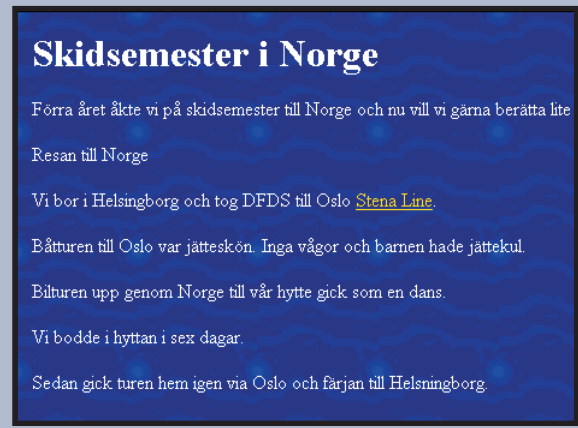 Skidsemester i Norge
Förra året åkte vi på skidsemester till Norge och nu vill vi gärna berätta lite
Resan till Norge
Vi bor i Helsingborg och tog DFDS till Oslo Stena Line.
Båtturen till Oslo var jätteskön. Inga vågor och barnen hade jättekul.
Bilturen upp genom Norge till vår hytte gick som en dans.
Vi bodde i hyttan i sex dagar.
Sedan gick turen hem igen via Oslo och färjan till Helsningborg.